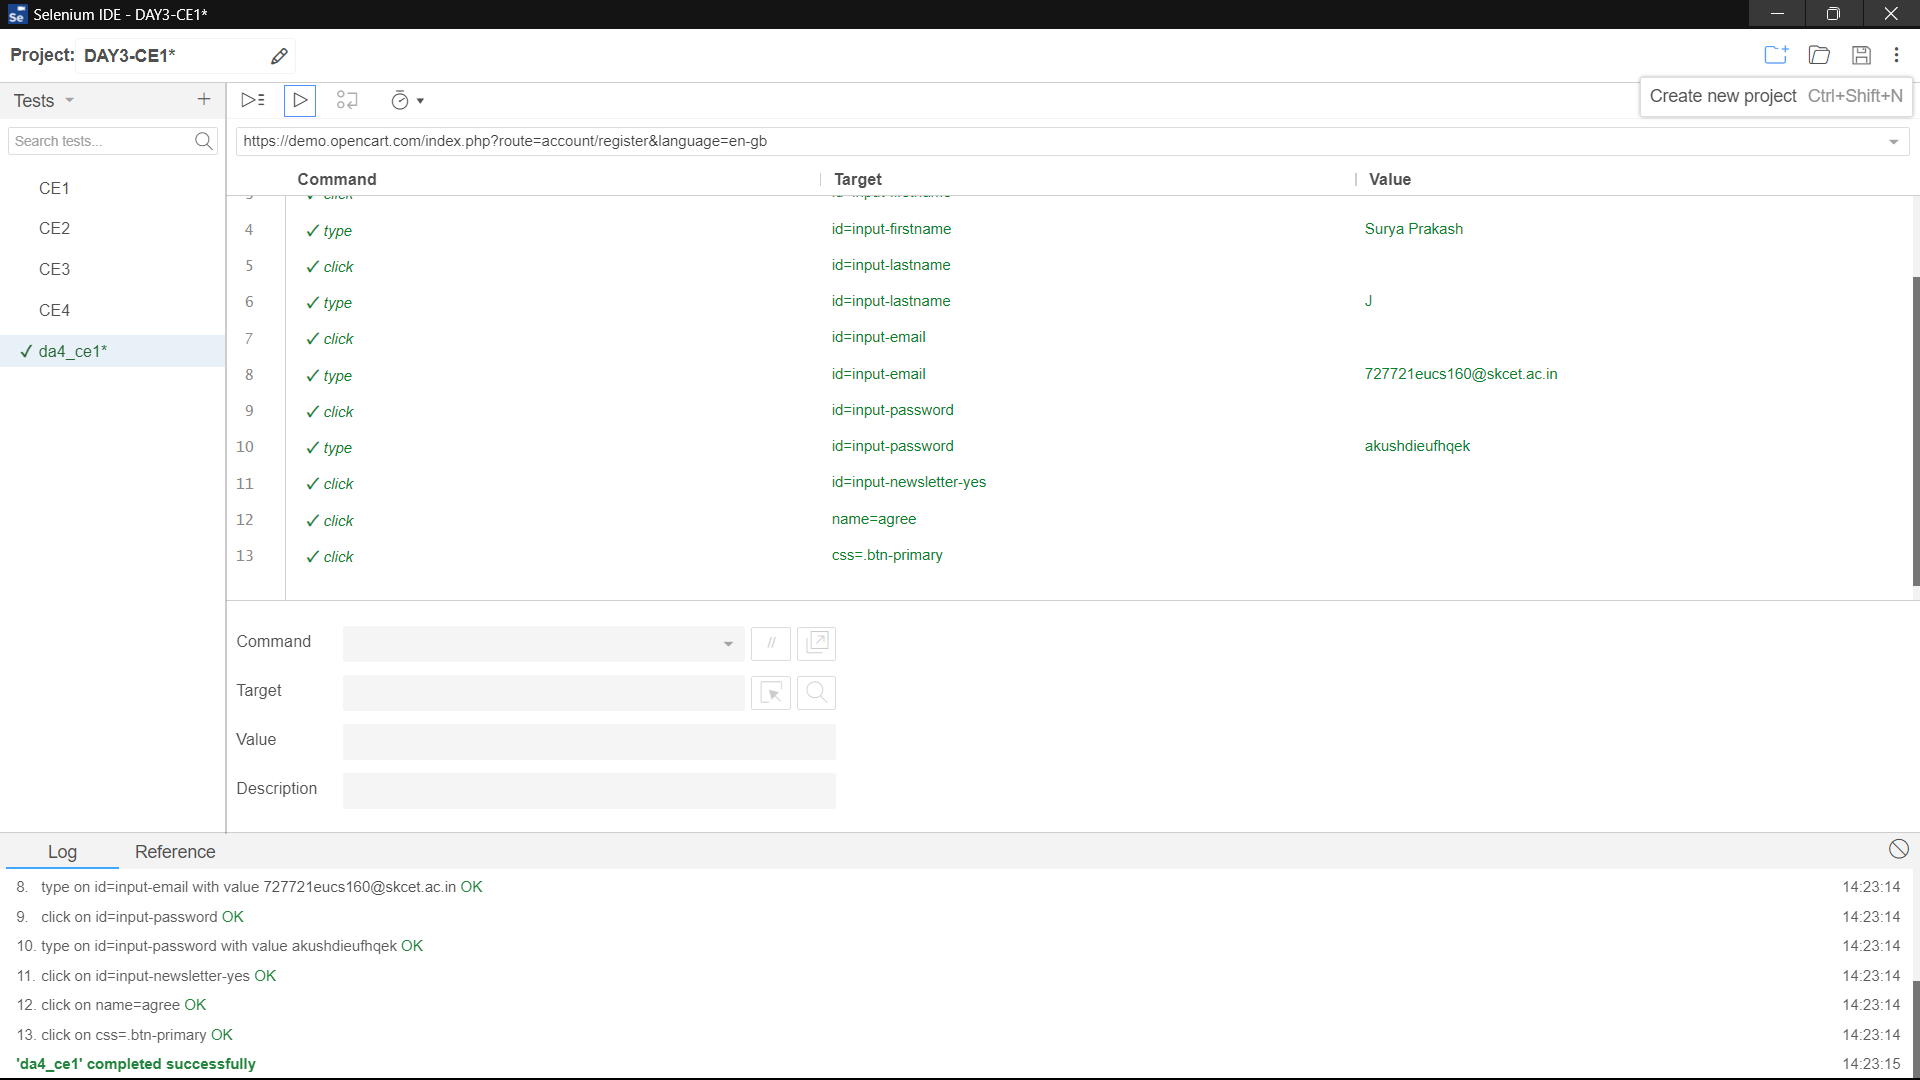 Se Selenium IDE - DAY3-CE1*
Project: DAY3-CE1*
Create new project Ctrl+Shift+N
Tests
Search tests...
CE1
CE2
CE3
CE4
✓ da4_ce1*
https://demo.opencart.com/index.php?route=account/register&language=en-gb
Command Target Value
4 ✓ type id=input-firstname Surya Prakash
5 ✓ click id=input-lastname
6 ✓ type id=input-lastname J
7 ✓ click id=input-email
8 ✓ type id=input-email 727721eucs160@skcet.ac.in
9 ✓ click id=input-password
10 ✓ type id=input-password akushdieufhqek
11 ✓ click id=input-newsletter-yes
12 ✓ click name=agree
13 ✓ click css=.btn-primary
Command //
Target
Value
Description
Log Reference
8. type on id=input-email with value 727721eucs160@skcet.ac.in OK 14:23:14
9. click on id=input-password OK 14:23:14
10. type on id=input-password with value akushdieufhqek OK 14:23:14
11. click on id=input-newsletter-yes OK 14:23:14
12. click on name=agree OK 14:23:14
13. click on css=.btn-primary OK 14:23:14
'da4_ce1' completed successfully 14:23:15